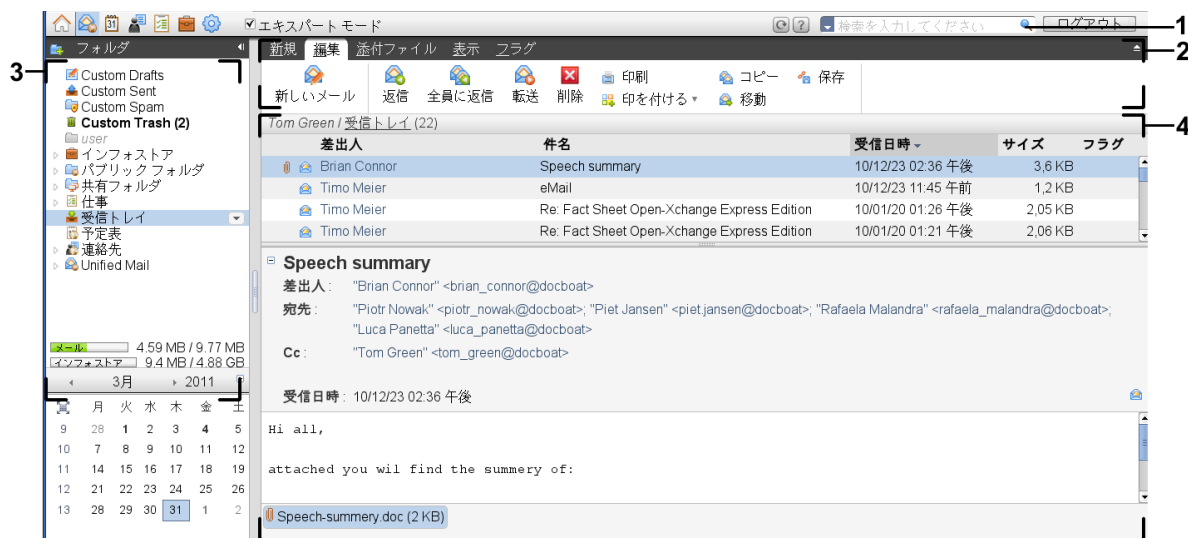 エキスパート モード
検索を入力してください
ログアウト
1
フォルダ
新規 編集 添付ファイル 表示 フラグ
2
3
Custom Drafts
Custom Sent
Custom Spam
Custom Trash (2)
user
インフォストア
パブリック フォルダ
共有フォルダ
仕事
受信トレイ
予定表
連絡先
Unified Mail
メール 4.59 MB / 9.77 MB
インフォストア 9.4 MB / 4.88 GB
3月 2011
月 火 水 木 金 土
9 28 1 2 3 4 5
10 7 8 9 10 11 12
11 14 15 16 17 18 19
12 21 22 23 24 25 26
13 28 29 30 31 1 2
新しいメール 返信 全員に返信 転送 削除
印刷 コピー 保存
印を付ける 移動
4
Tom Green / 受信トレイ (22)
差出人 件名 受信日時 サイズ フラグ
Brian Connor Speech summary 10/12/23 02:36 午後 3,6 KB
Timo Meier eMail 10/12/23 11:45 午前 1,2 KB
Timo Meier Re: Fact Sheet Open-Xchange Express Edition 10/01/20 01:26 午後 2,05 KB
Timo Meier Re: Fact Sheet Open-Xchange Express Edition 10/01/20 01:21 午後 2,06 KB
Speech summary
差出人 : "Brian Connor" <brian_connor@docboat>
宛先 : "Piotr Nowak" <piotr_nowak@docboat>; "Piet Jansen" <piet.jansen@docboat>; "Rafaela Malandra" <rafaela_malandra@docboat>;
"Luca Panetta" <luca_panetta@docboat>
Cc : "Tom Green" <tom_green@docboat>
受信日時 : 10/12/23 02:36 午後
Hi all,
attached you wil find the summery of:
Speech-summery.doc (2 KB)